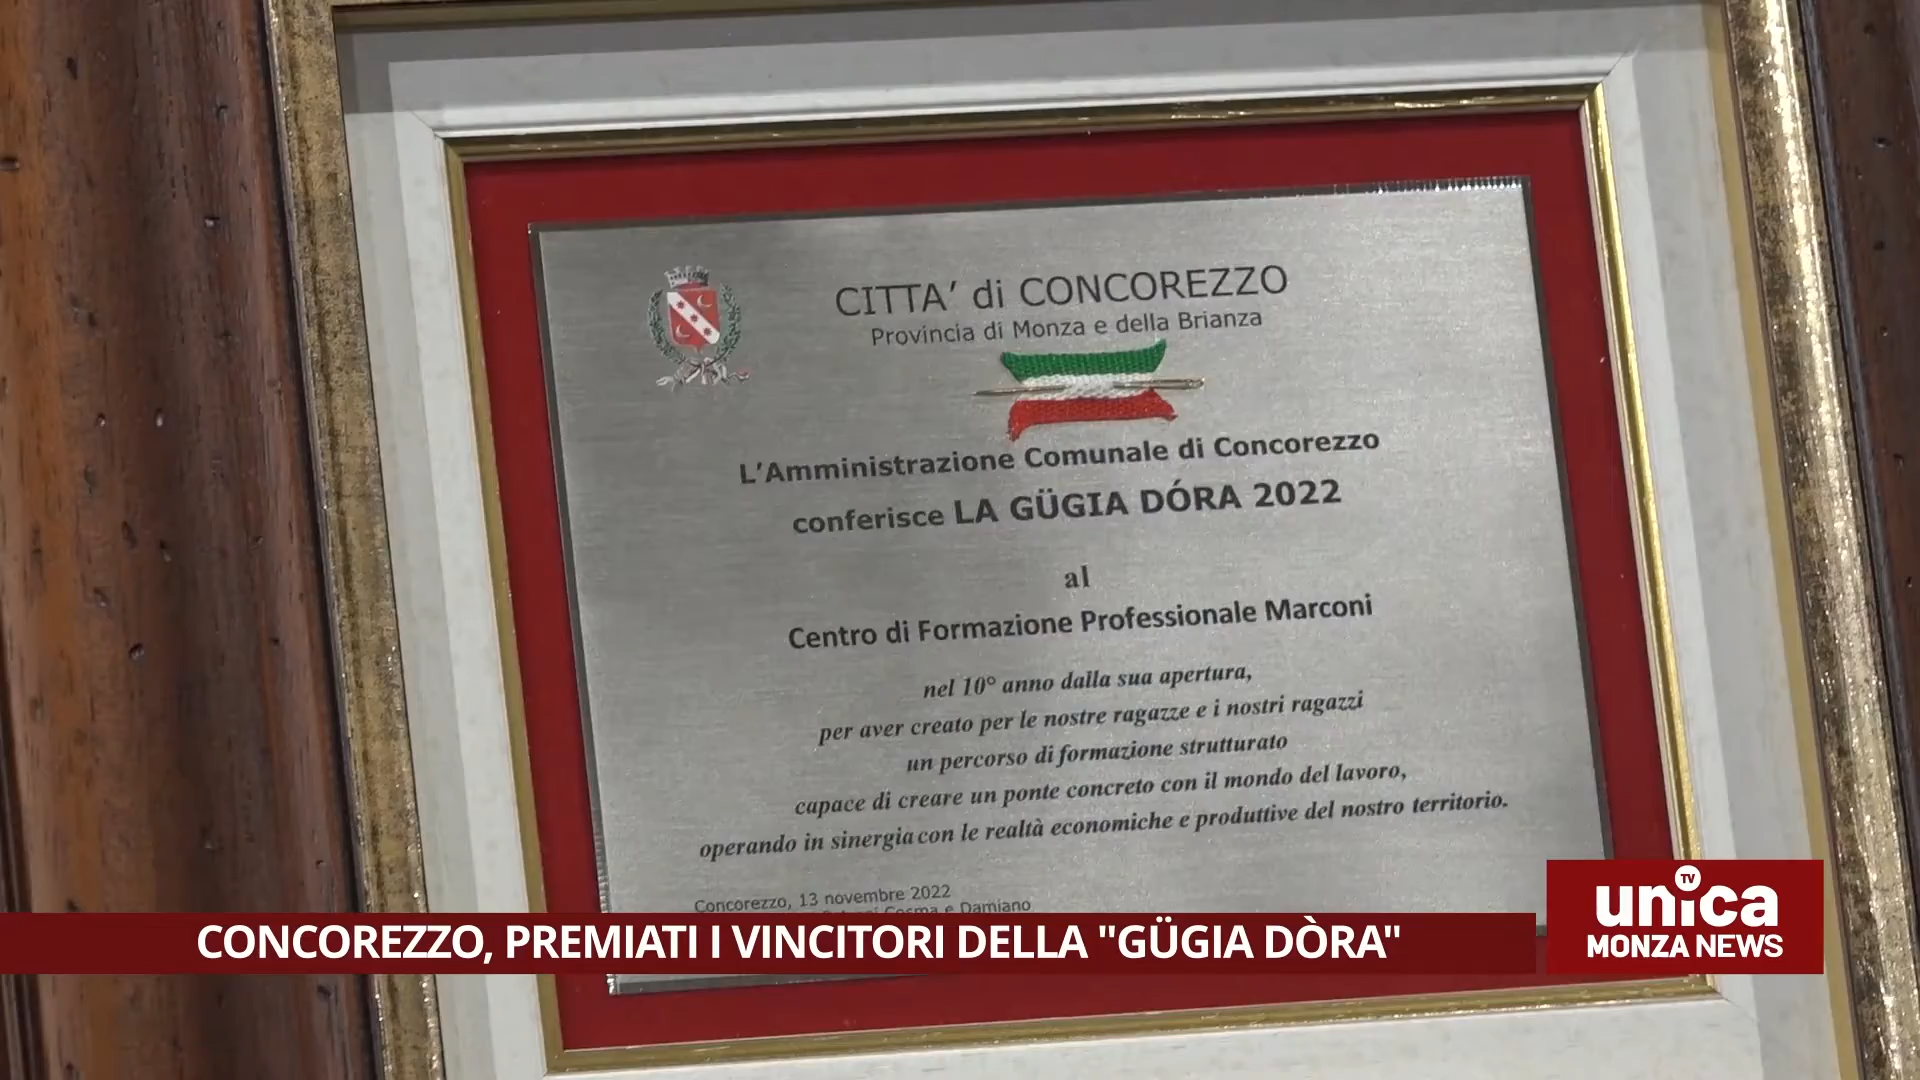 CITTA' di CONCOREZZO
Provincia di Monza e della Brianza
L'Amministrazione Comunale di Concorezzo
conferisce LA GÜGIA DÓRA 2022
al
Centro di Formazione Professionale Marconi
nel 10° anno dalla sua apertura,
per aver creato per le nostre ragazze e i nostri ragazzi
un percorso di formazione strutturato
capace di creare un ponte concreto con il mondo del lavoro,
operando in sinergia con le realtà economiche e produttive del nostro territorio.
Concorezzo, 13 novembre 2022
Cosma e Damiano
CONCOREZZO, PREMIATI I VINCITORI DELLA "GÜGIA DÒRA"
unica TV
MONZA NEWS